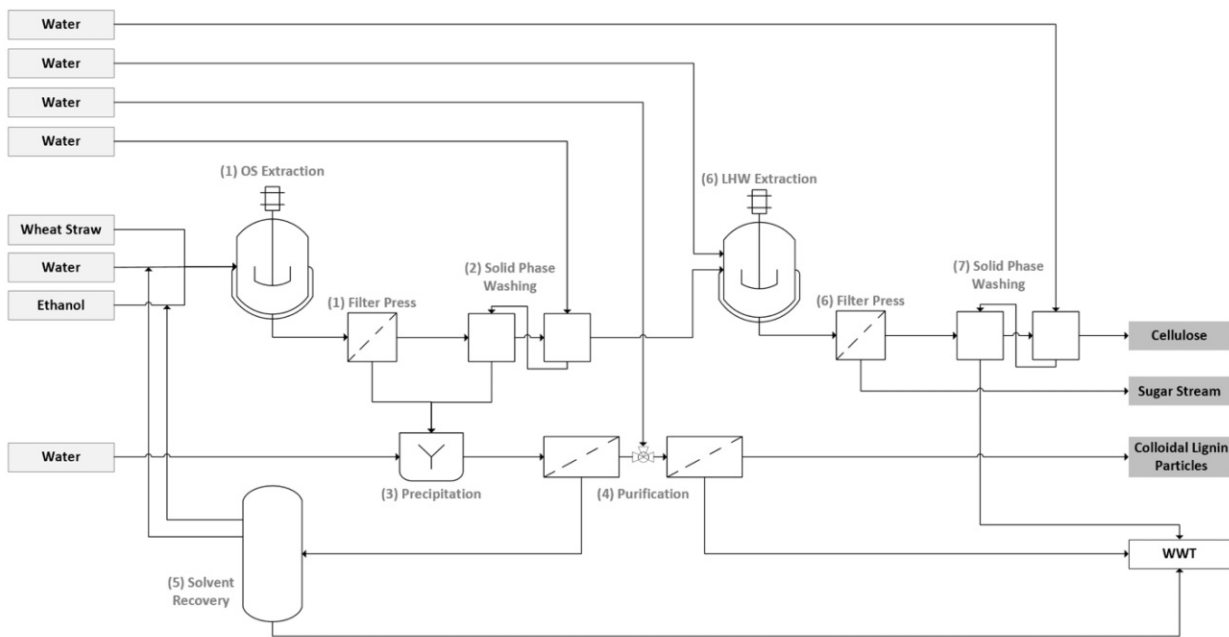 Water
Water
Water
Water
(1) OS Extraction
(6) LHW Extraction
Wheat Straw
Water
Ethanol
(2) Solid Phase
Washing
(7) Solid Phase
Washing
(1) Filter Press
(6) Filter Press
Cellulose
Sugar Stream
Water
Colloidal Lignin
Particles
(3) Precipitation
(4) Purification
WWT
(5) Solvent
Recovery